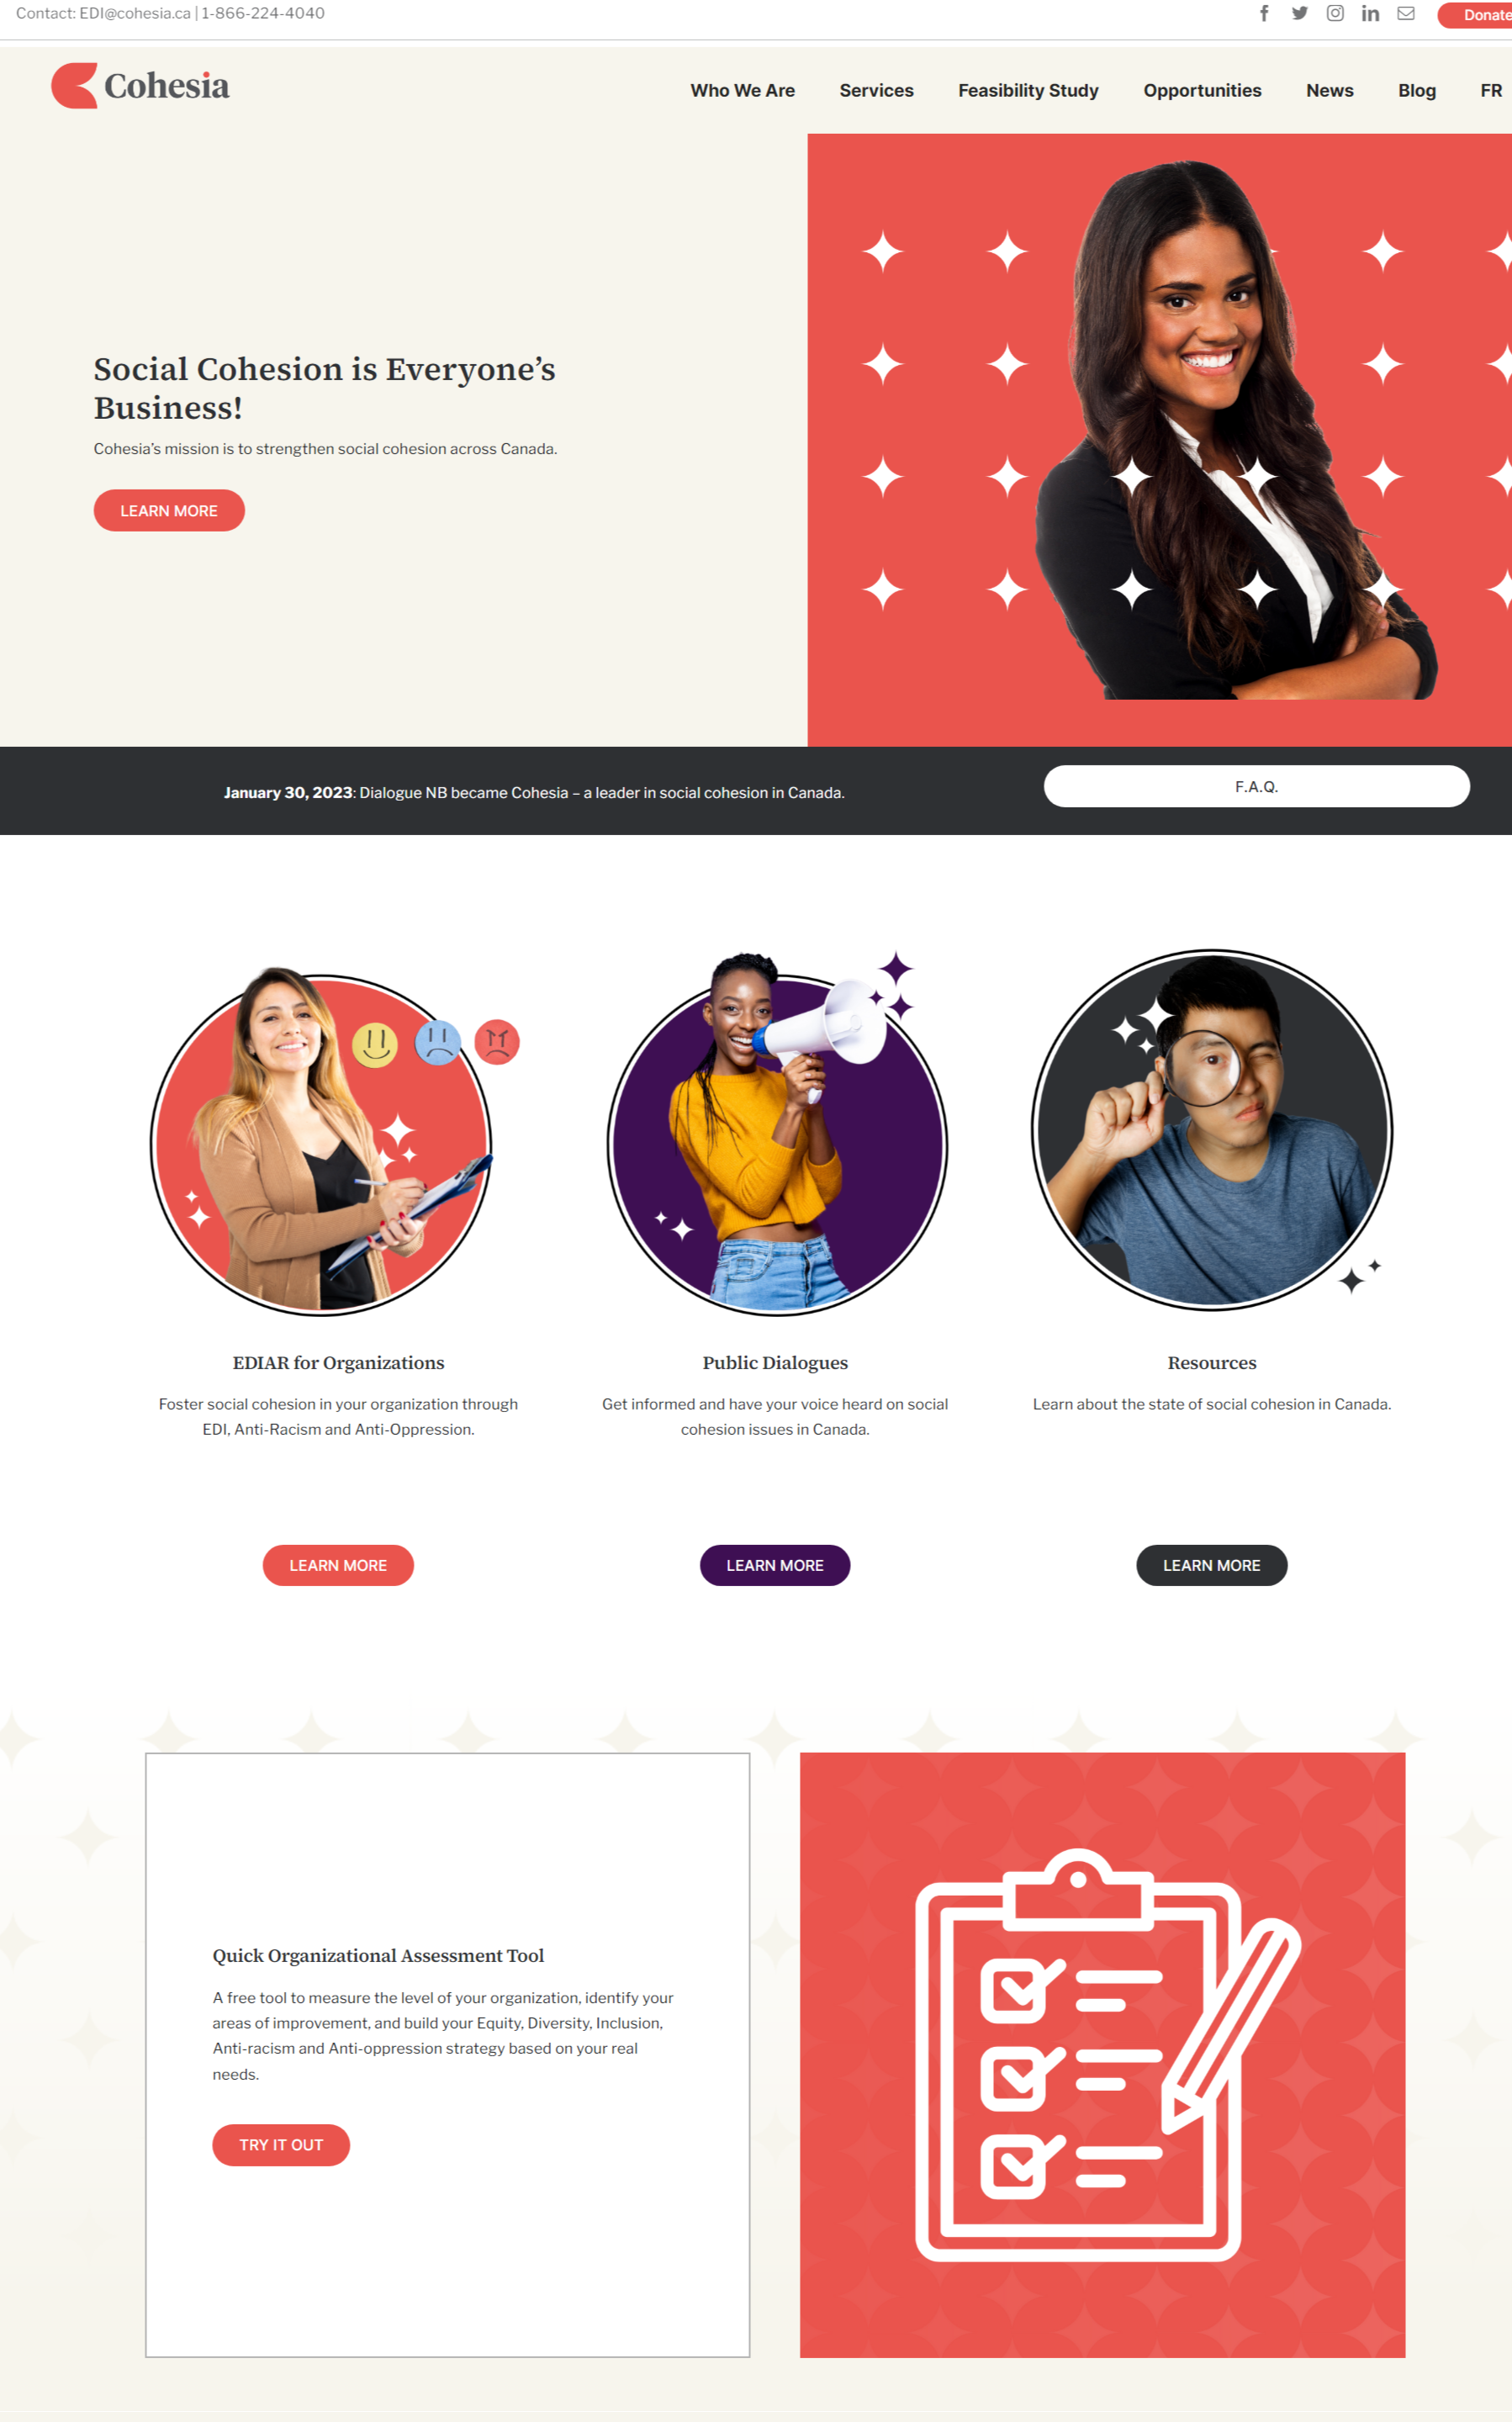 Contact: EDI@cohesia.ca | 1-866-224-4040
Donate
Cohesia
Who We Are Services Feasibility Study Opportunities News Blog FR
Social Cohesion is Everyone’s
Business!
Cohesia’s mission is to strengthen social cohesion across Canada.
LEARN MORE
January 30, 2023: Dialogue NB became Cohesia – a leader in social cohesion in Canada.
F.A.Q.
EDIAR for Organizations
Foster social cohesion in your organization through
EDI, Anti-Racism and Anti-Oppression.
LEARN MORE
Public Dialogues
Get informed and have your voice heard on social
cohesion issues in Canada.
LEARN MORE
Resources
Learn about the state of social cohesion in Canada.
LEARN MORE
Quick Organizational Assessment Tool
A free tool to measure the level of your organization, identify your
areas of improvement, and build your Equity, Diversity, Inclusion,
Anti-racism and Anti-oppression strategy based on your real
needs.
TRY IT OUT